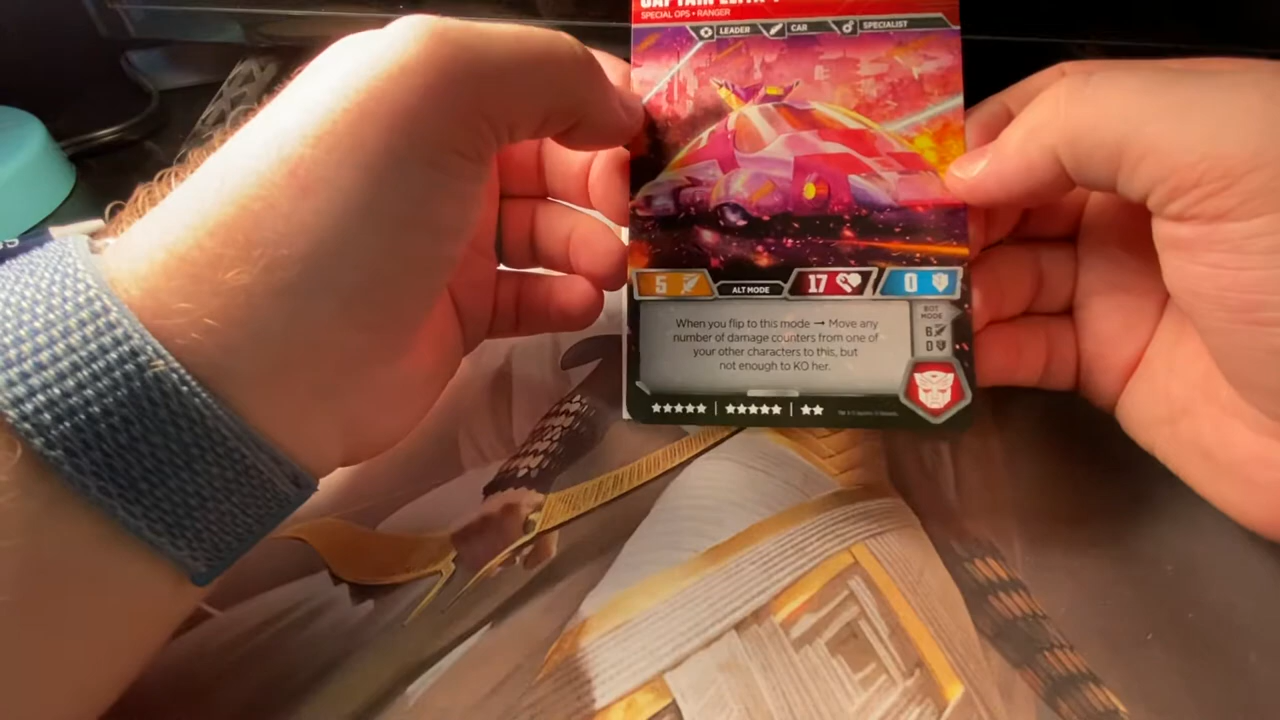 SPECIAL OPS • RANGER
LEADER CAR SPECIALIST
5 ALT MODE 17 0
When you flip to this mode → Move any
number of damage counters from one of
your other characters to this, but
not enough to KO her.
BOT
MODE
6
0